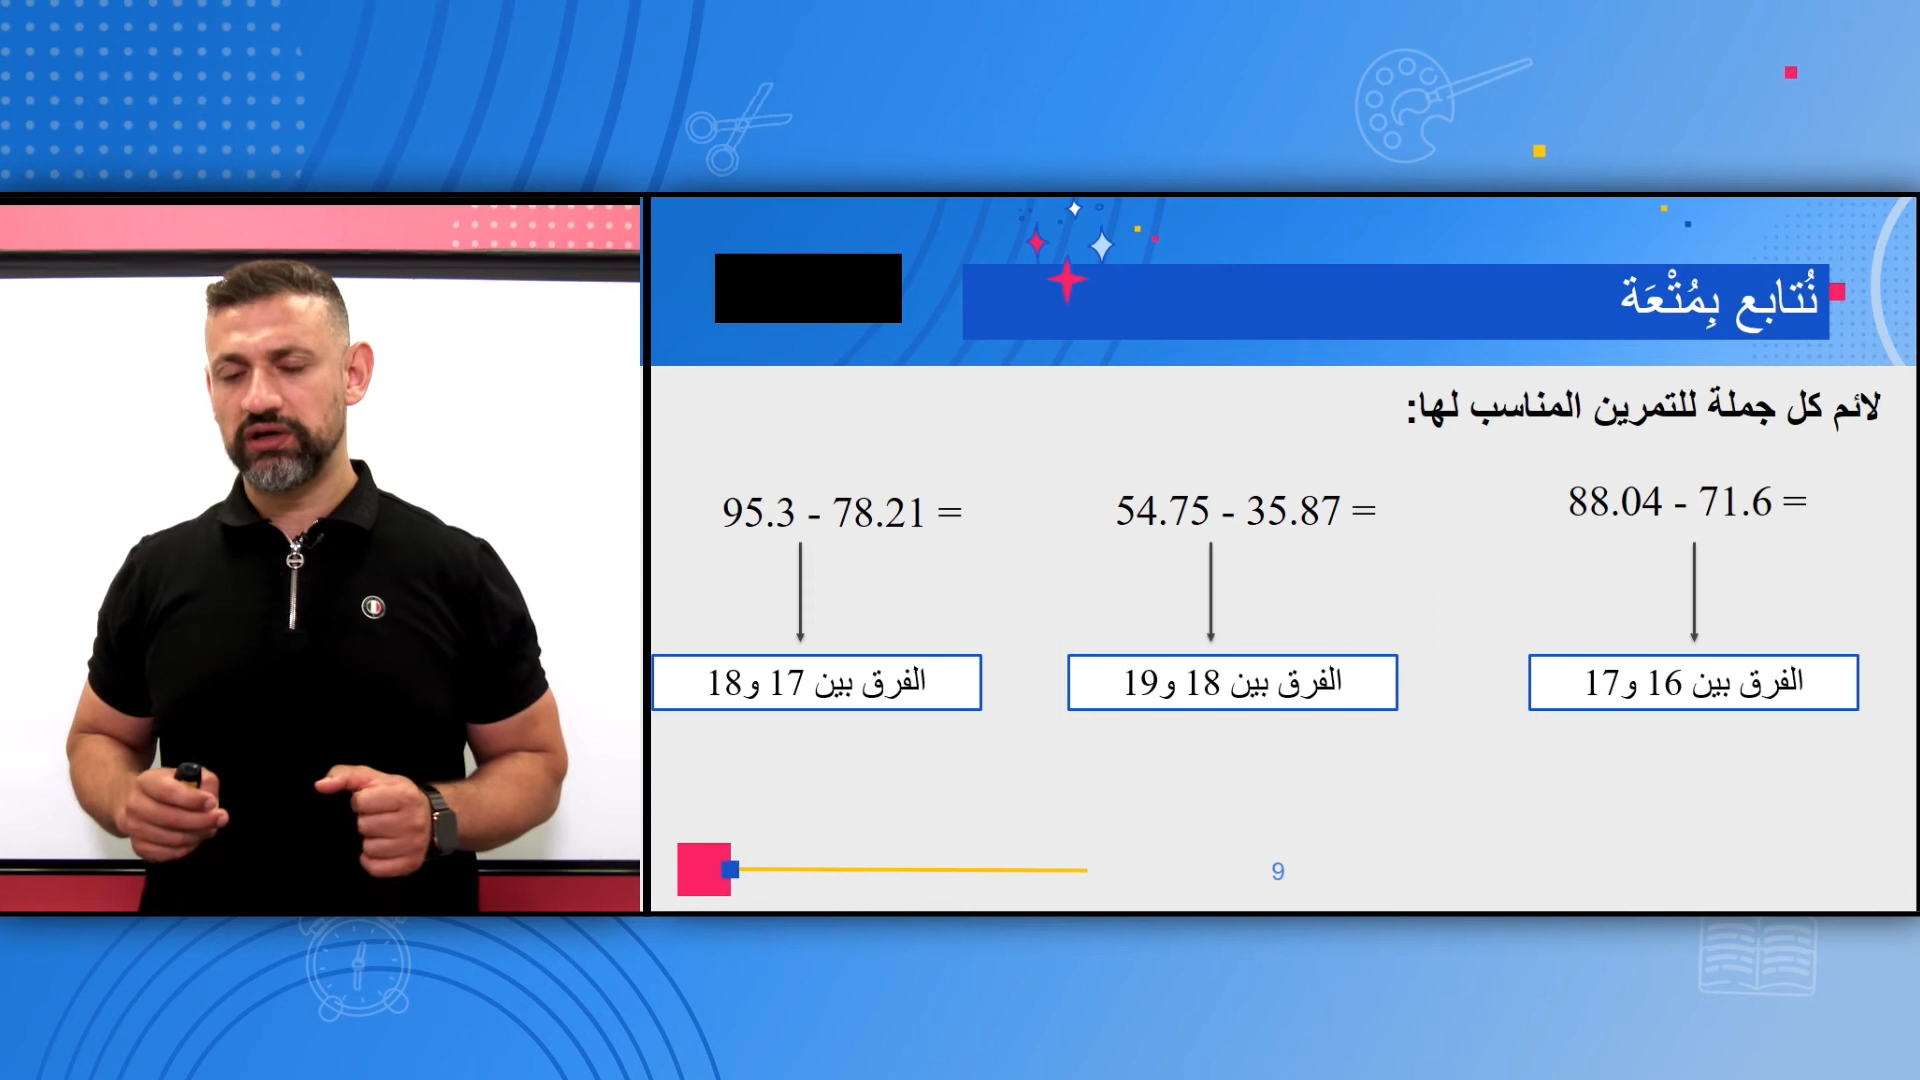 نُتابع بِمُتْعَة
لائم كل جملة للتمرين المناسب لها:
88.04 - 71.6 =
54.75 - 35.87 =
95.3 - 78.21 =
الفرق بين 16 و17
الفرق بين 18 و19
الفرق بين 17 و18
9